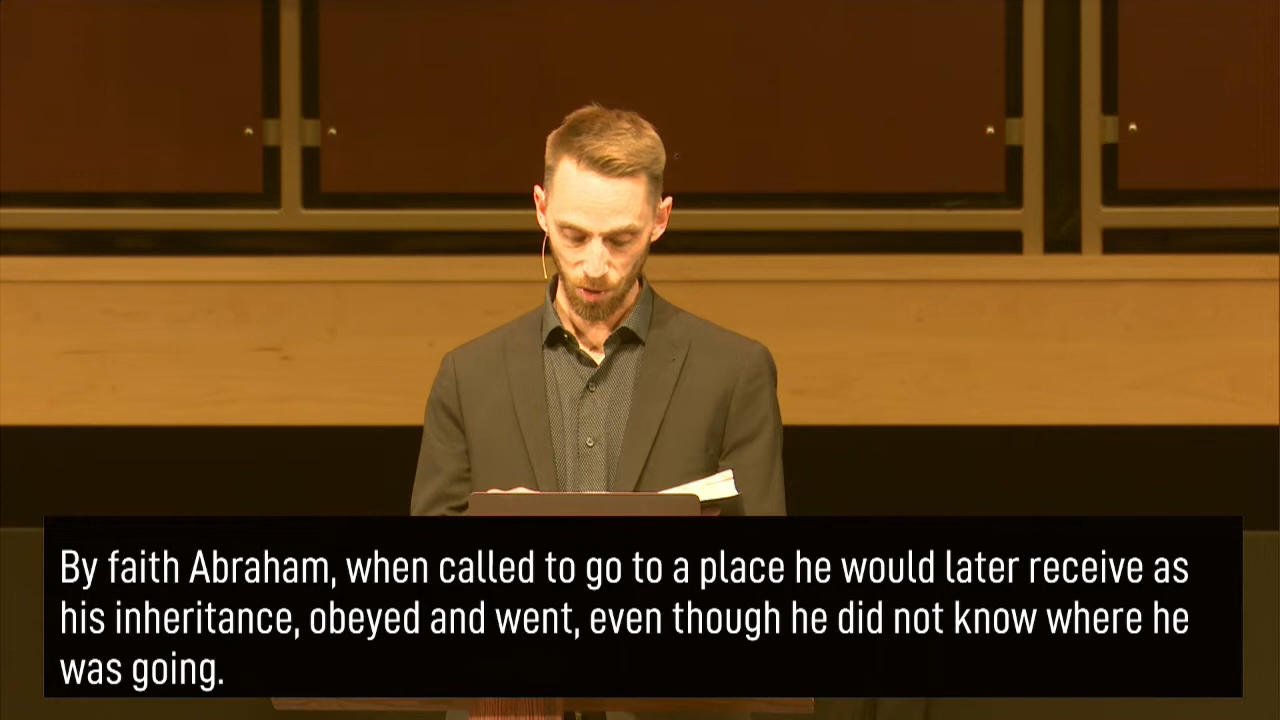 By faith Abraham, when called to go to a place he would later receive as
his inheritance, obeyed and went, even though he did not know where he
was going.